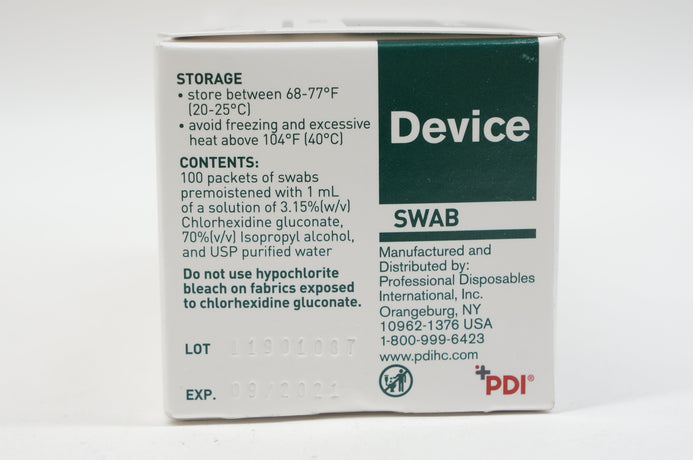 STORAGE
• store between 68-77°F
(20-25°C)
• avoid freezing and excessive
heat above 104°F (40°C)
CONTENTS:
100 packets of swabs
premoistened with 1 mL
of a solution of 3.15%(w/v)
Chlorhexidine gluconate,
70%(v/v) Isopropyl alcohol,
and USP purified water
Do not use hypochlorite
bleach on fabrics exposed
to chlorhexidine gluconate.
LOT 11901087
EXP. 09/2021
Device
SWAB
Manufactured and
Distributed by:
Professional Disposables
International, Inc.
Orangeburg, NY
10962-1376 USA
1-800-999-6423
www.pdihc.com
PDI®